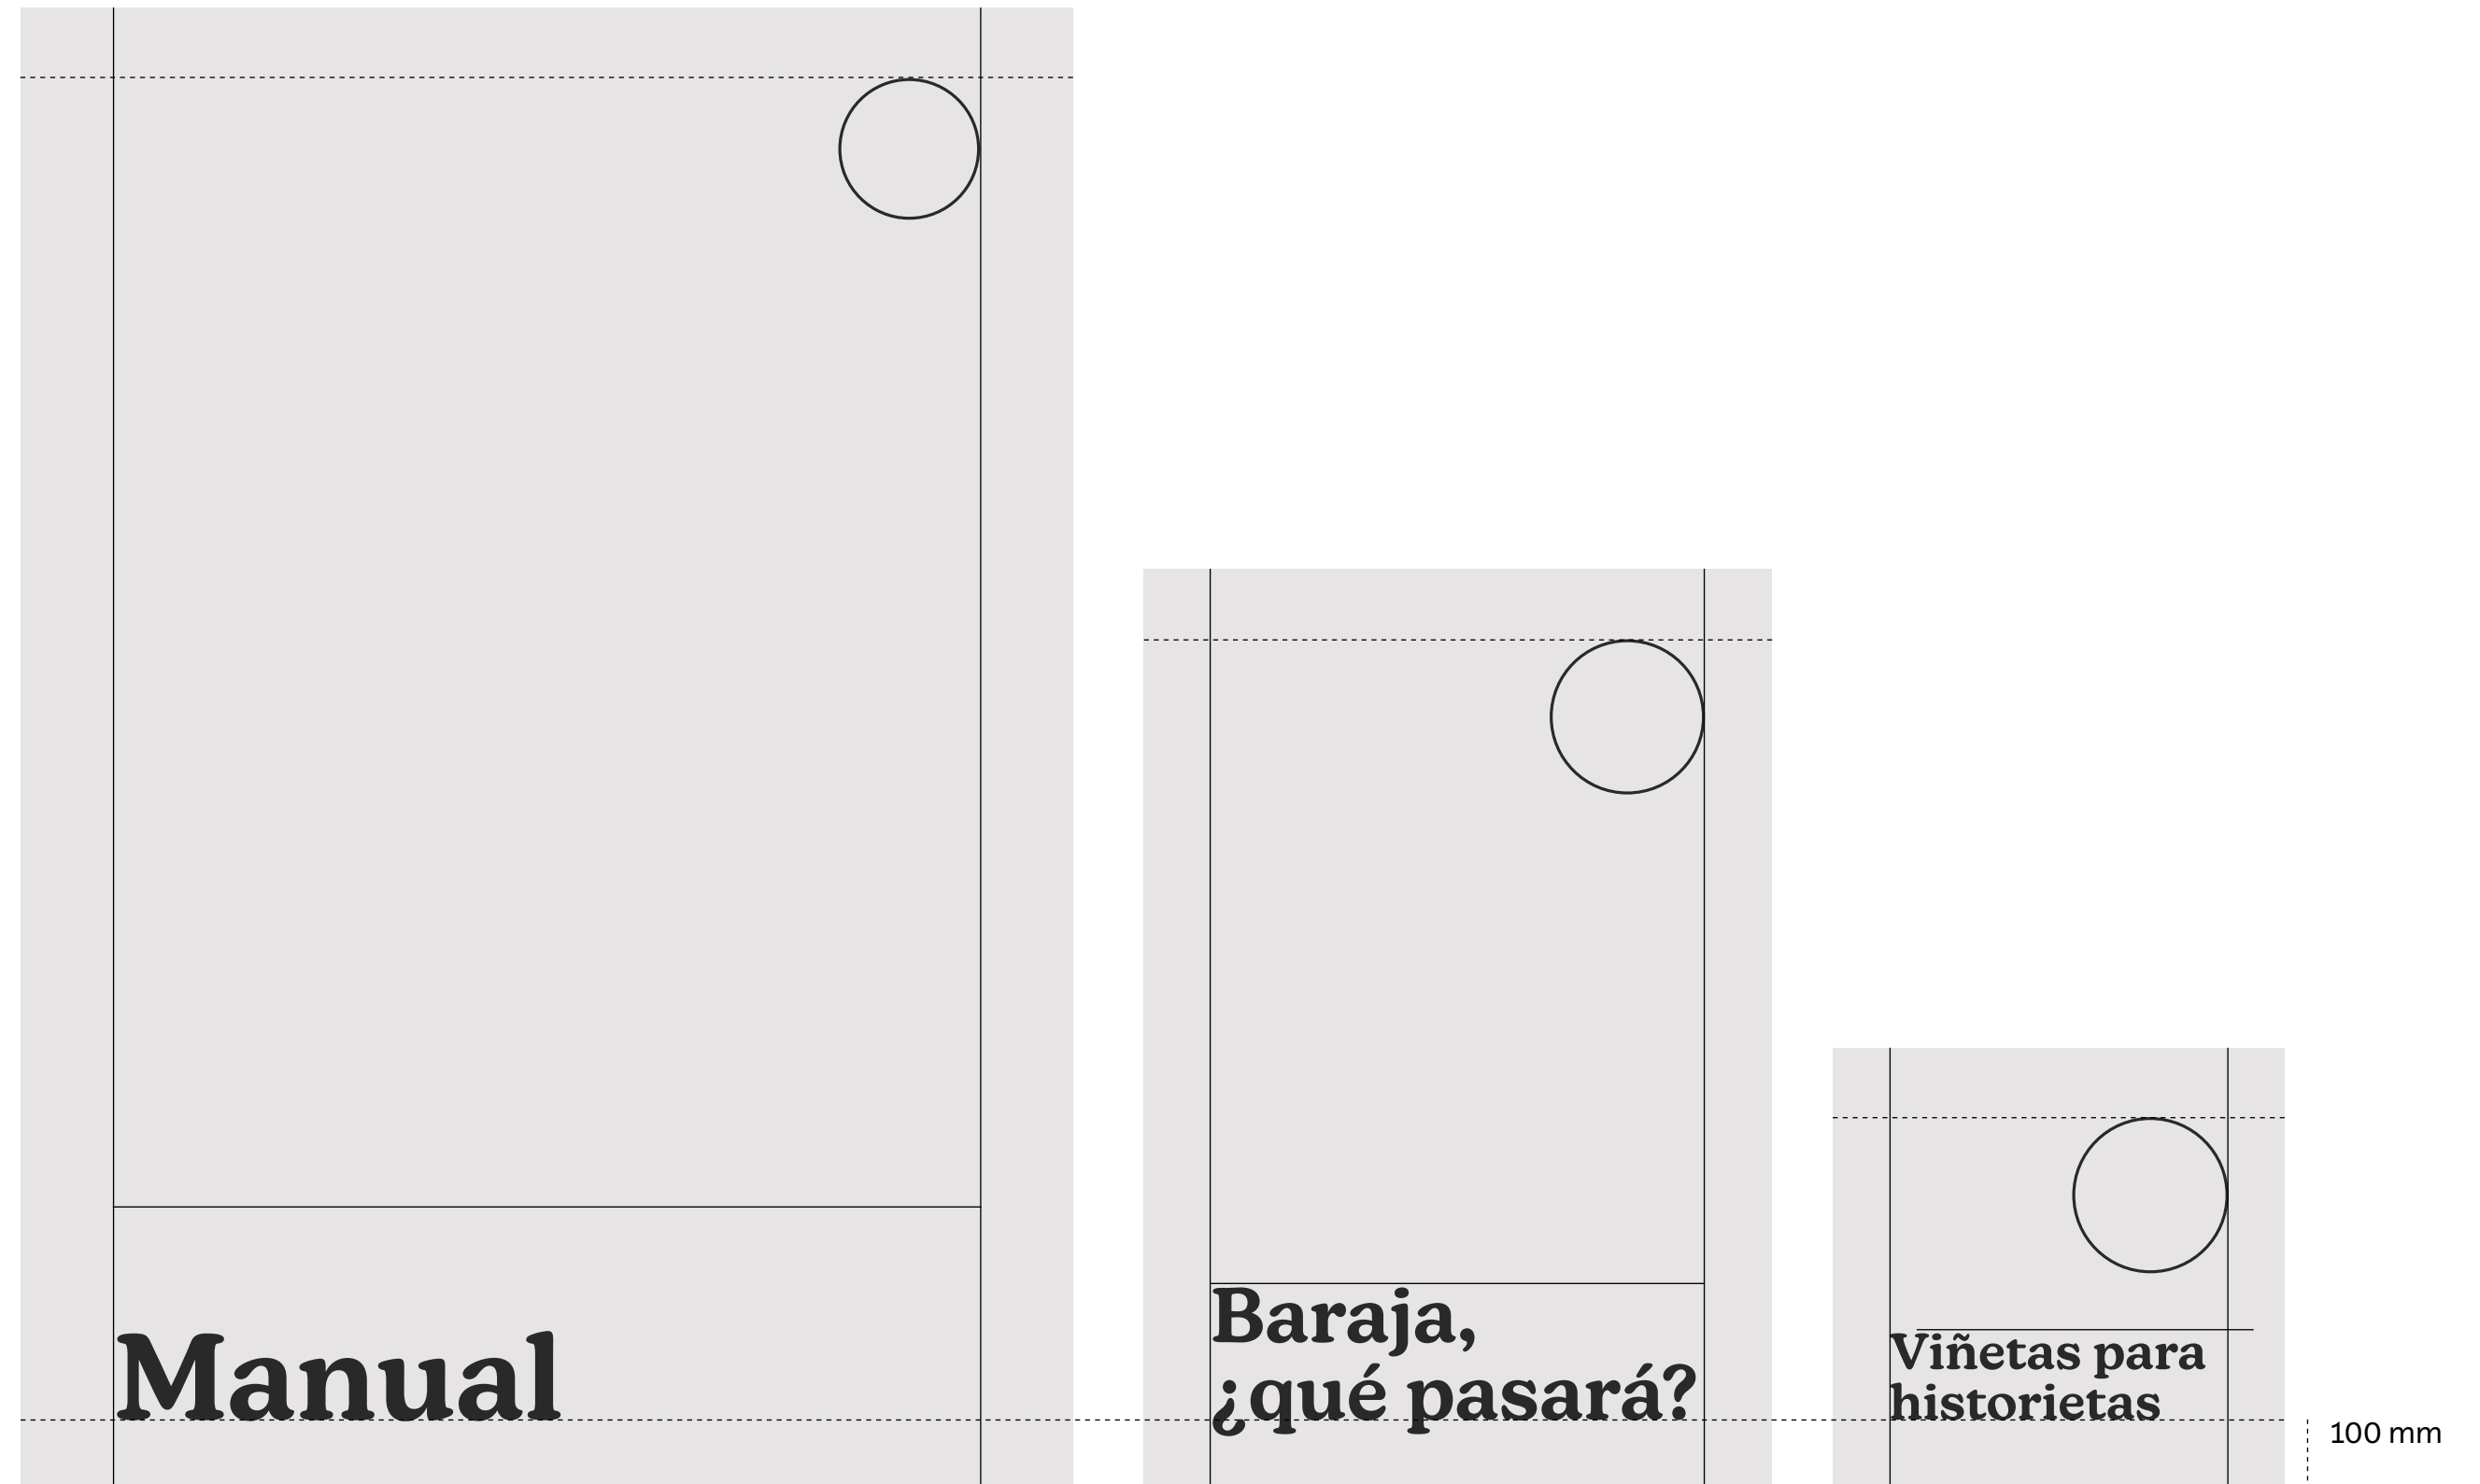 Manual
Baraja,
¿qué pasará?
Viñetas para
historietas
100 mm